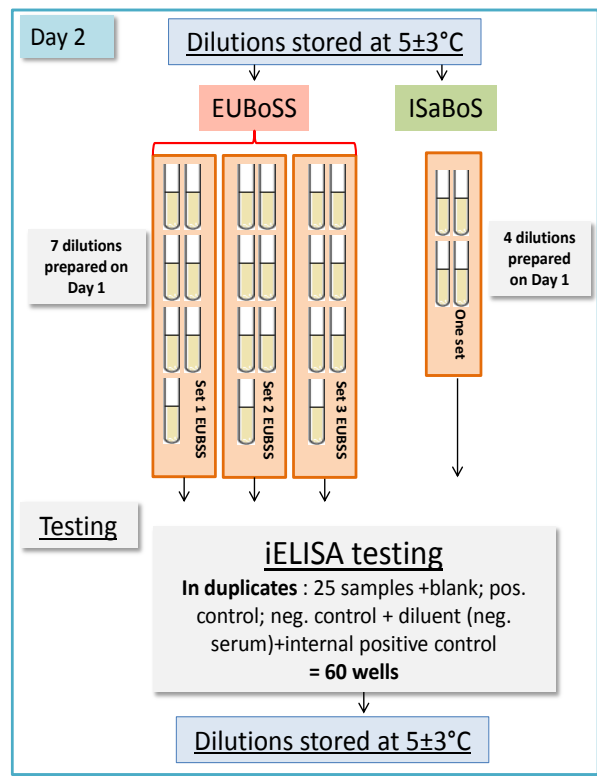 Day 2
Dilutions stored at 5±3°C
EUBoSS
ISaBoS
7 dilutions
prepared on
Day 1
Set 1 EUBSS
Set 2 EUBSS
Set 3 EUBSS
One set
4 dilutions
prepared
on Day 1
Testing
iELISA testing
In duplicates : 25 samples +blank; pos.
control; neg. control + diluent (neg.
serum)+internal positive control
= 60 wells
Dilutions stored at 5±3°C